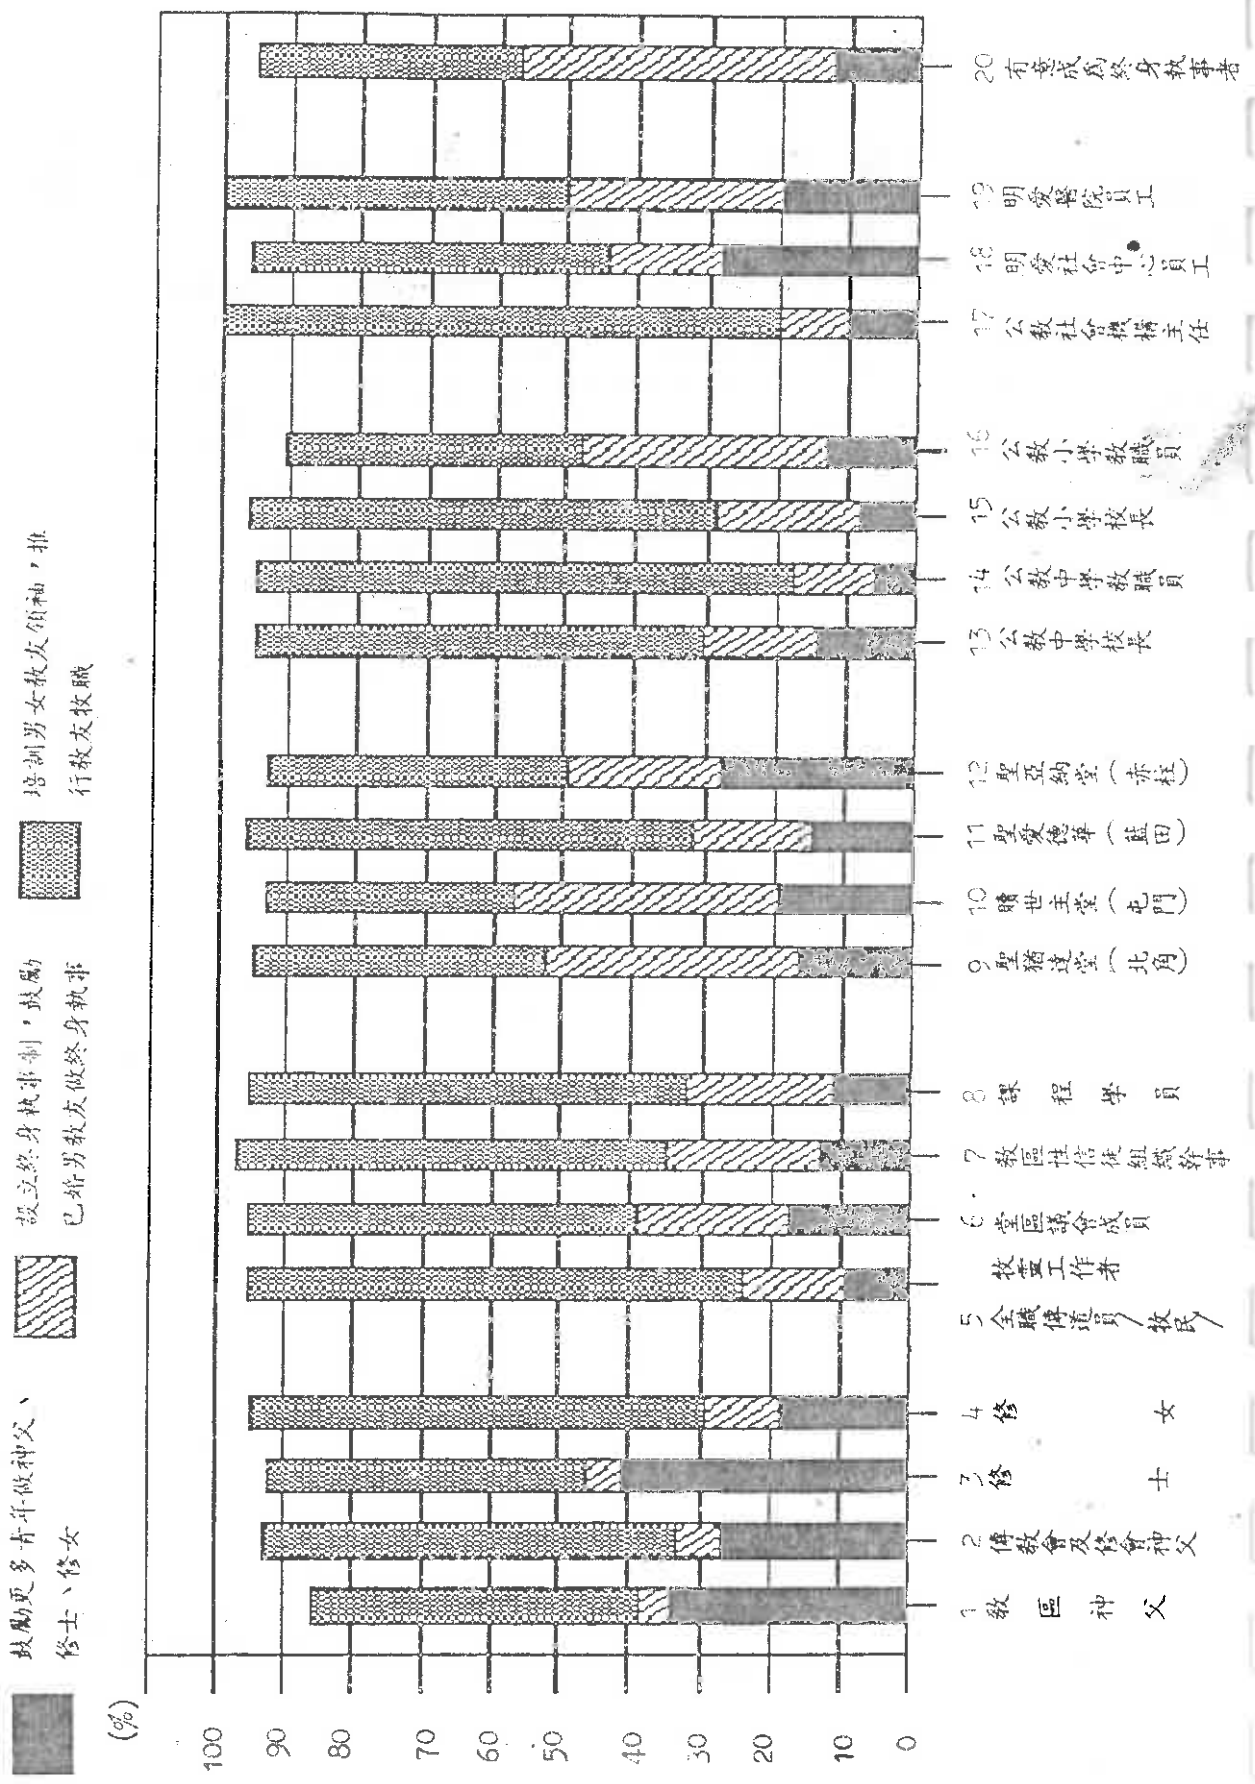 鼓勵更多青年做神父、
修士、修女
設立終身執事制,鼓勵
已婚男教友做終身執事
培訓男女教友領袖,推
行教友牧職
(%)
100
90
80
70
60
50
40
30
20
10
0
1 教區神父
2 傳教會及修會神父
3 修士
4 修女
5 全職傳道員/牧民/
牧靈工作者
6 堂區議會成員
7 教區性信徒組織幹事
8 課程學員
9 聖猶達堂(北角)
10 贖世主堂(屯門)
11 聖愛德華(藍田)
12 聖亞納堂(赤柱)
13 公教中學校長
14 公教中學教職員
15 公教小學校長
16 公教小學教職員
17 公教社會機構主任
18 明愛社會中心員工
19 明愛醫院員工
20 有意成為終身執事者